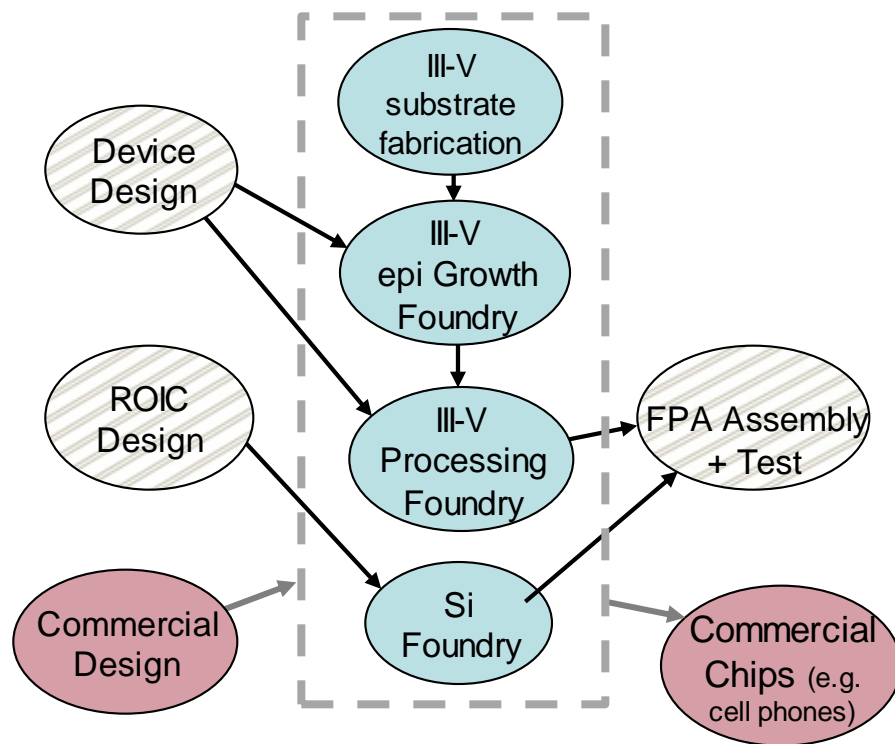 III-V
substrate
fabrication
Device
Design
III-V
epi Growth
Foundry
ROIC
Design
III-V
Processing
Foundry
FPA Assembly
+ Test
Commercial
Design
Si
Foundry
Commercial
Chips (e.g.
cell phones)